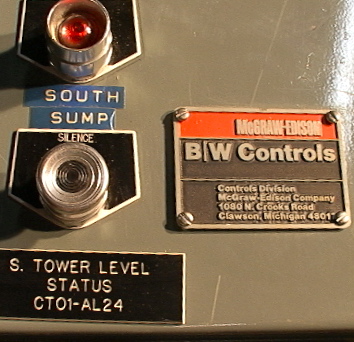 SOUTH
SUMP
SILENCE
McGRAW-EDISON
B/W Controls
Controls Division
McGraw-Edison Company
1080 N. Crooks Road
Clawson, Michigan 48017
S. TOWER LEVEL
STATUS
CT01-AL24